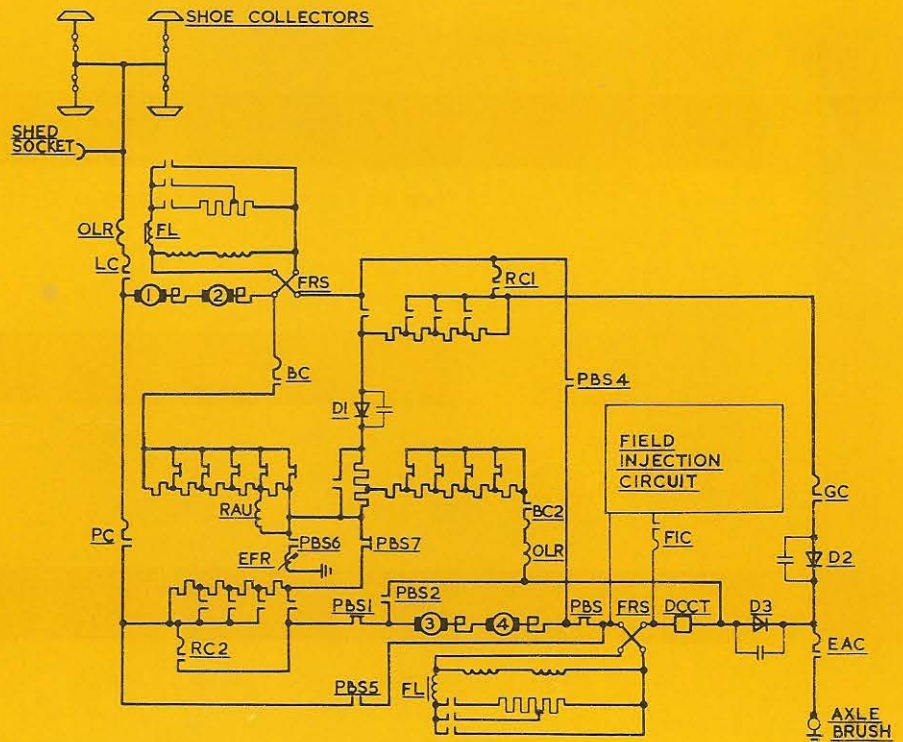 SHOE COLLECTORS
SHED
SOCKET
OLR
FL
LC
1
2
FRS
RC1
BC
PBS4
D1
FIELD
INJECTION
CIRCUIT
RAU
GC
PC
BC2
PBS6
PBS7
FIC
EFR
OLR
D2
PBS2
PBS1
3
4
PBS
FRS
DCCT
D3
RC2
EAC
PBS5
FL
AXLE
BRUSH